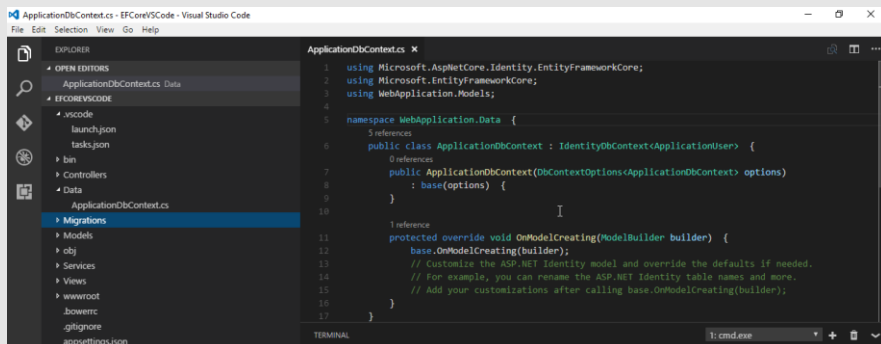 ApplicationDbContext.cs - EFCoreVSCode - Visual Studio Code
File Edit Selection View Go Help
EXPLORER
OPEN EDITORS
ApplicationDbContext.cs Data
EFCOREVSCODE
.vscode
launch.json
tasks.json
bin
Controllers
Data
ApplicationDbContext.cs
Migrations
Models
obj
Services
Views
wwwroot
.bowerrc
.gitignore
appsettings.json
ApplicationDbContext.cs
1 using Microsoft.AspNetCore.Identity.EntityFrameworkCore;
2 using Microsoft.EntityFrameworkCore;
3 using WebApplication.Models;
4
5 namespace WebApplication.Data {
5 references
6 public class ApplicationDbContext : IdentityDbContext<ApplicationUser> {
0 references
7 public ApplicationDbContext(DbContextOptions<ApplicationDbContext> options)
8 : base(options) {
9 }
10
1 reference
11 protected override void OnModelCreating(ModelBuilder builder) {
12 base.OnModelCreating(builder);
13 // Customize the ASP.NET Identity model and override the defaults if needed.
14 // For example, you can rename the ASP.NET Identity table names and more.
15 // Add your customizations after calling base.OnModelCreating(builder);
16 }
17 }
TERMINAL
1: cmd.exe